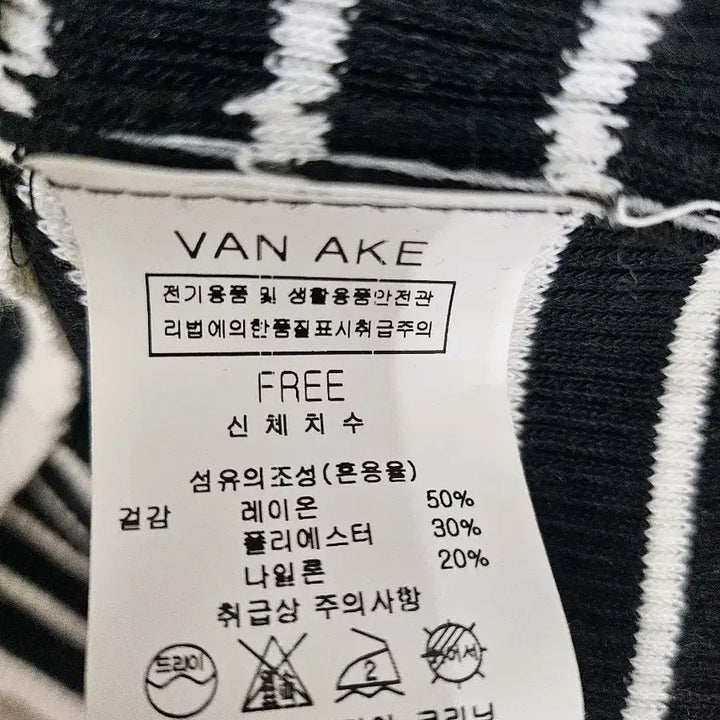 VAN AKE
전기용품 및 생활용품안전관
리법에의한품질표시취급주의
FREE
신체치수
섬유의조성(혼용율)
겉감 레이온 50%
폴리에스터 30%
나일론 20%
취급상 주의사항
드라이
2
크리닝